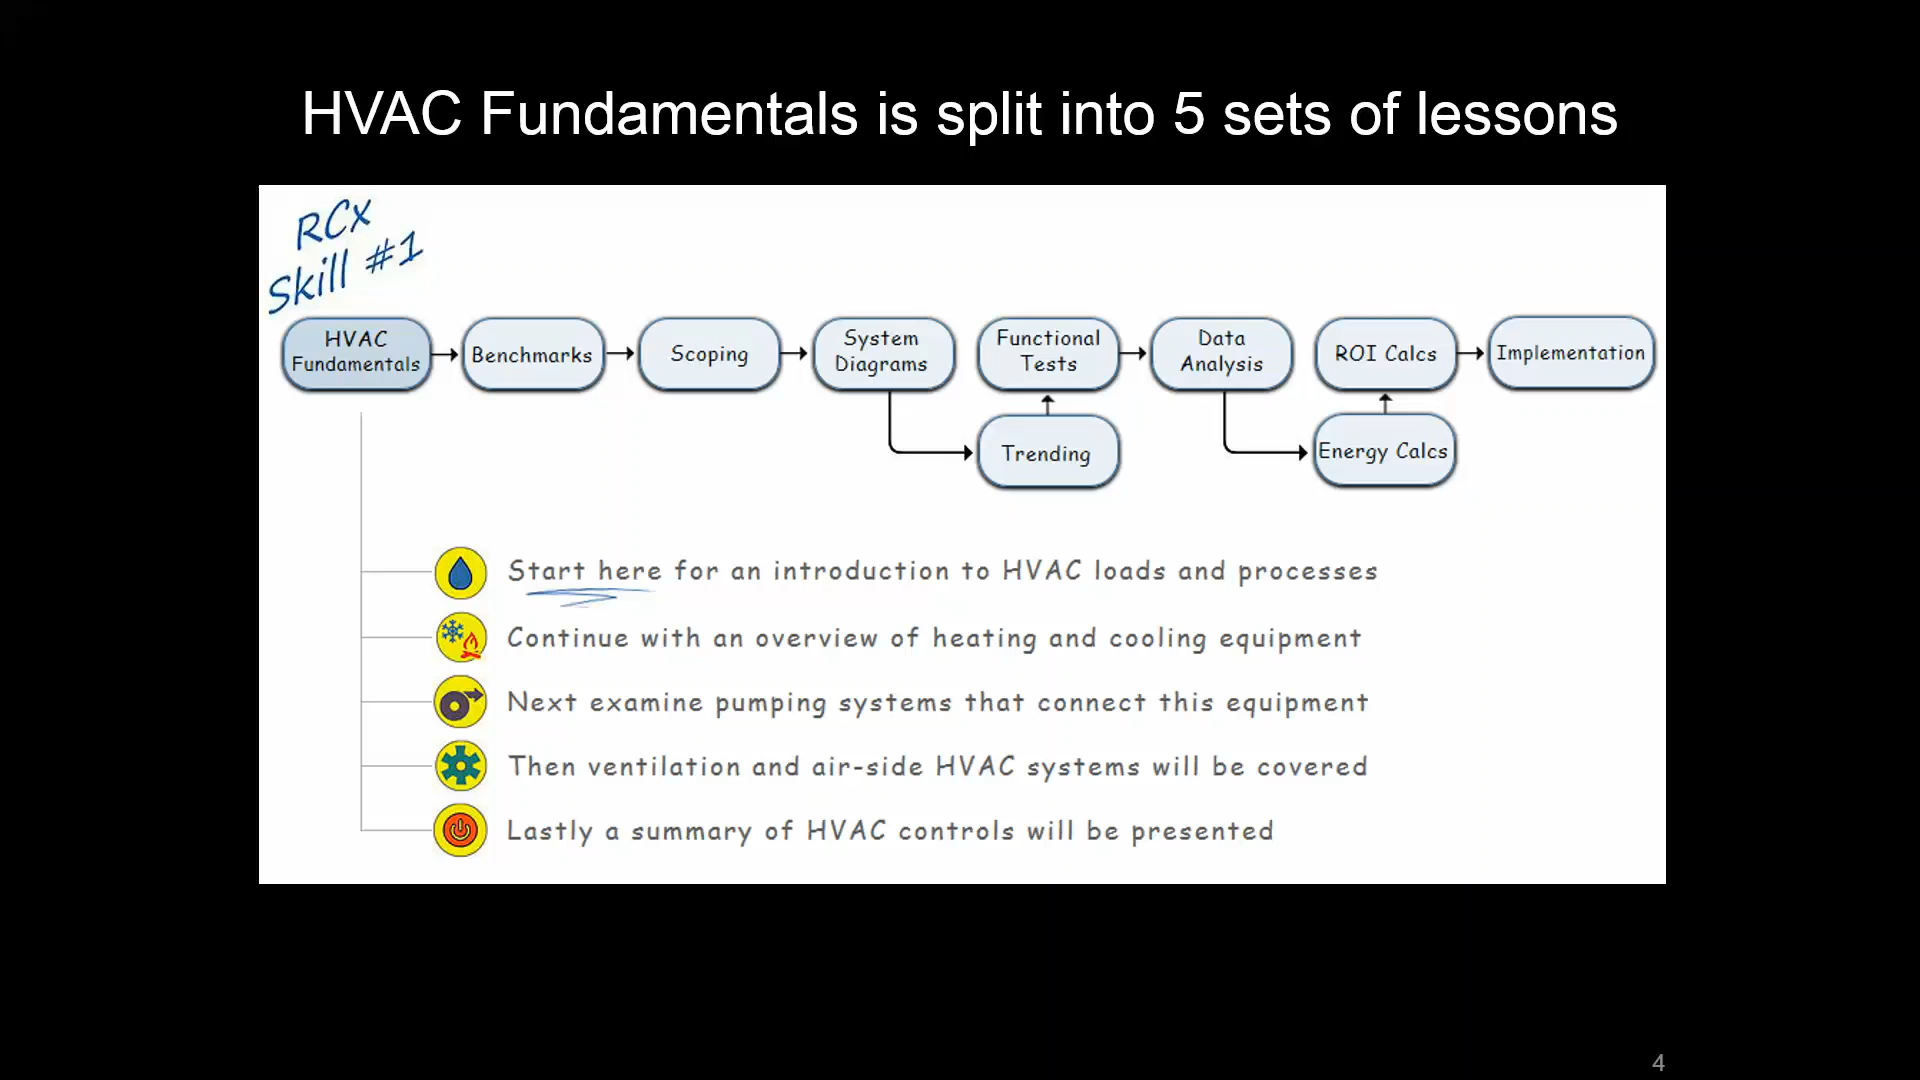 HVAC Fundamentals is split into 5 sets of lessons
RCx
Skill #1
HVAC
Fundamentals
Benchmarks
Scoping
System
Diagrams
Functional
Tests
Data
Analysis
ROI Calcs
Implementation
Trending
Energy Calcs
Start here for an introduction to HVAC loads and processes
Continue with an overview of heating and cooling equipment
Next examine pumping systems that connect this equipment
Then ventilation and air-side HVAC systems will be covered
Lastly a summary of HVAC controls will be presented
4